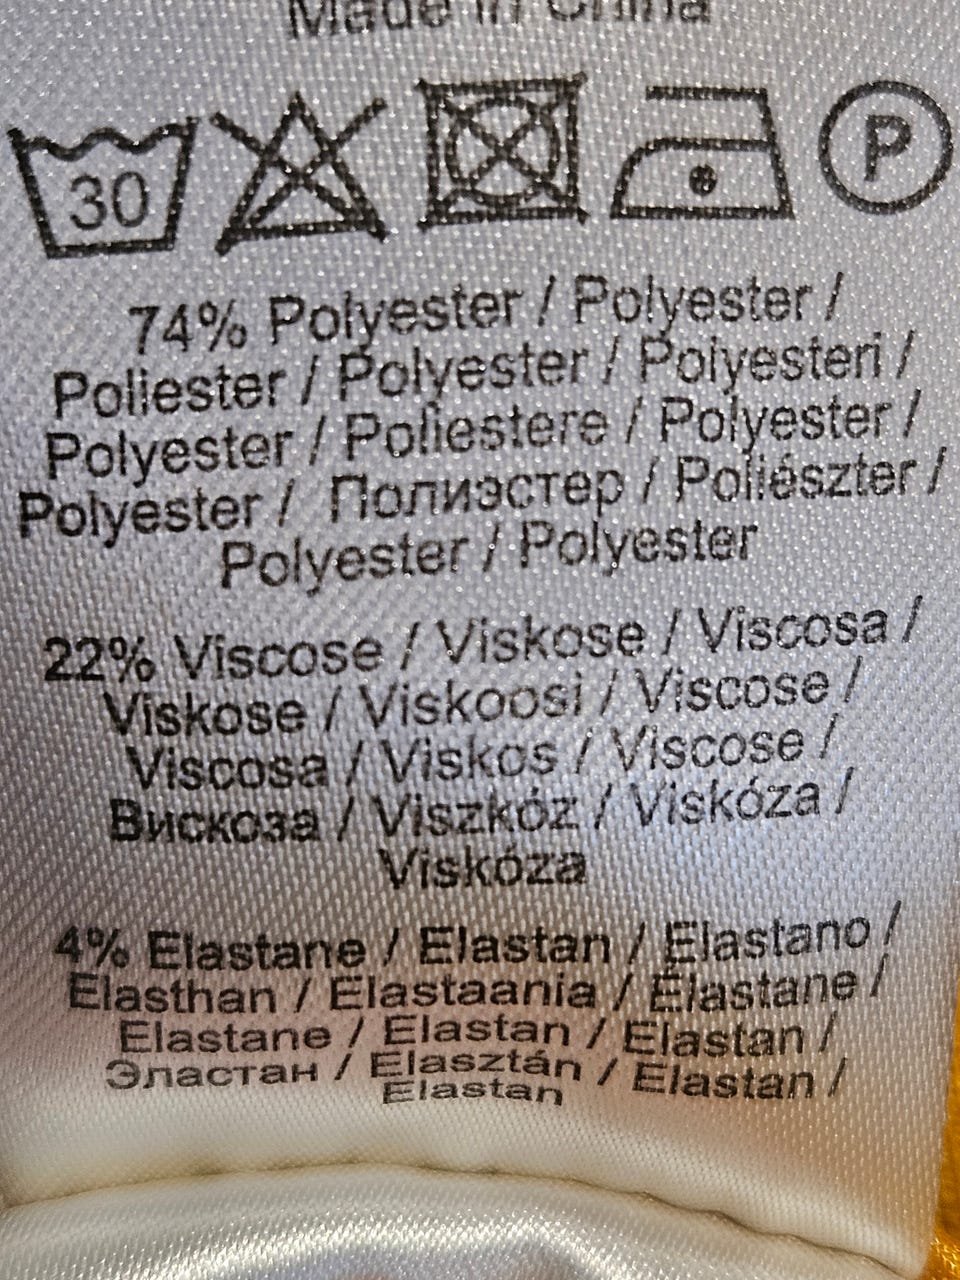 Made in China
30 P
74% Polyester / Polyester /
Poliester / Polyester / Polyesteri /
Polyester / Poliestere / Polyester /
Polyester / Полиэстер / Poliészter /
Polyester / Polyester
22% Viscose / Viskose / Viscosa /
Viskose / Viskoosi / Viscose /
Viscosa / Viskos / Viscose /
Вискоза / Viszkóz / Viskóza /
Viskóza
4% Elastane / Elastan / Elastano /
Elasthan / Elastaania / Élastane /
Elastane / Elastan / Elastan /
Эластан / Elasztán / Elastan /
Elastan